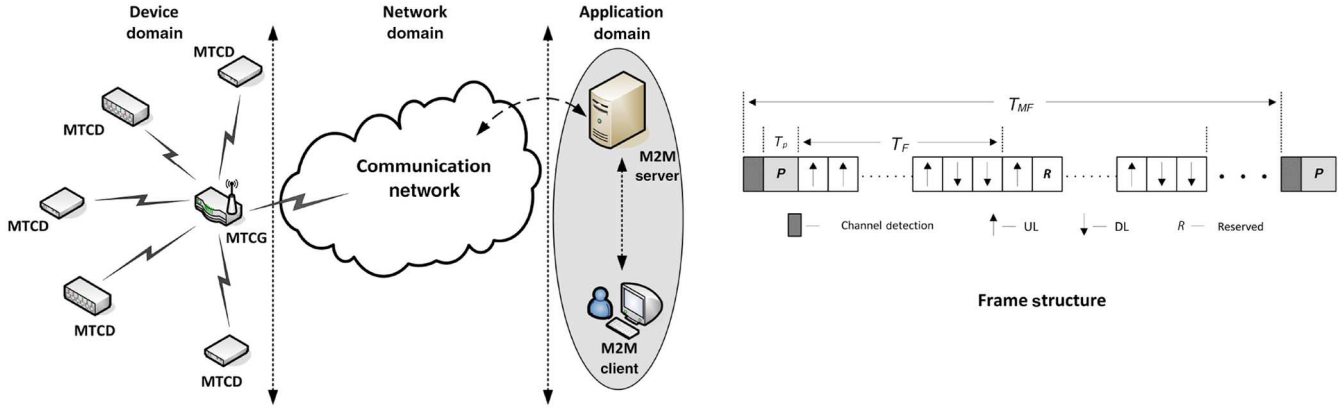 Device
domain
Network
domain
Application
domain
MTCD
MTCD
MTCD
MTCD
MTCD
MTCG
Communication
network
M2M
server
M2M
client
T_MF
T_p
T_F
P
R
P
Channel detection
UL
DL
R
Reserved
Frame structure